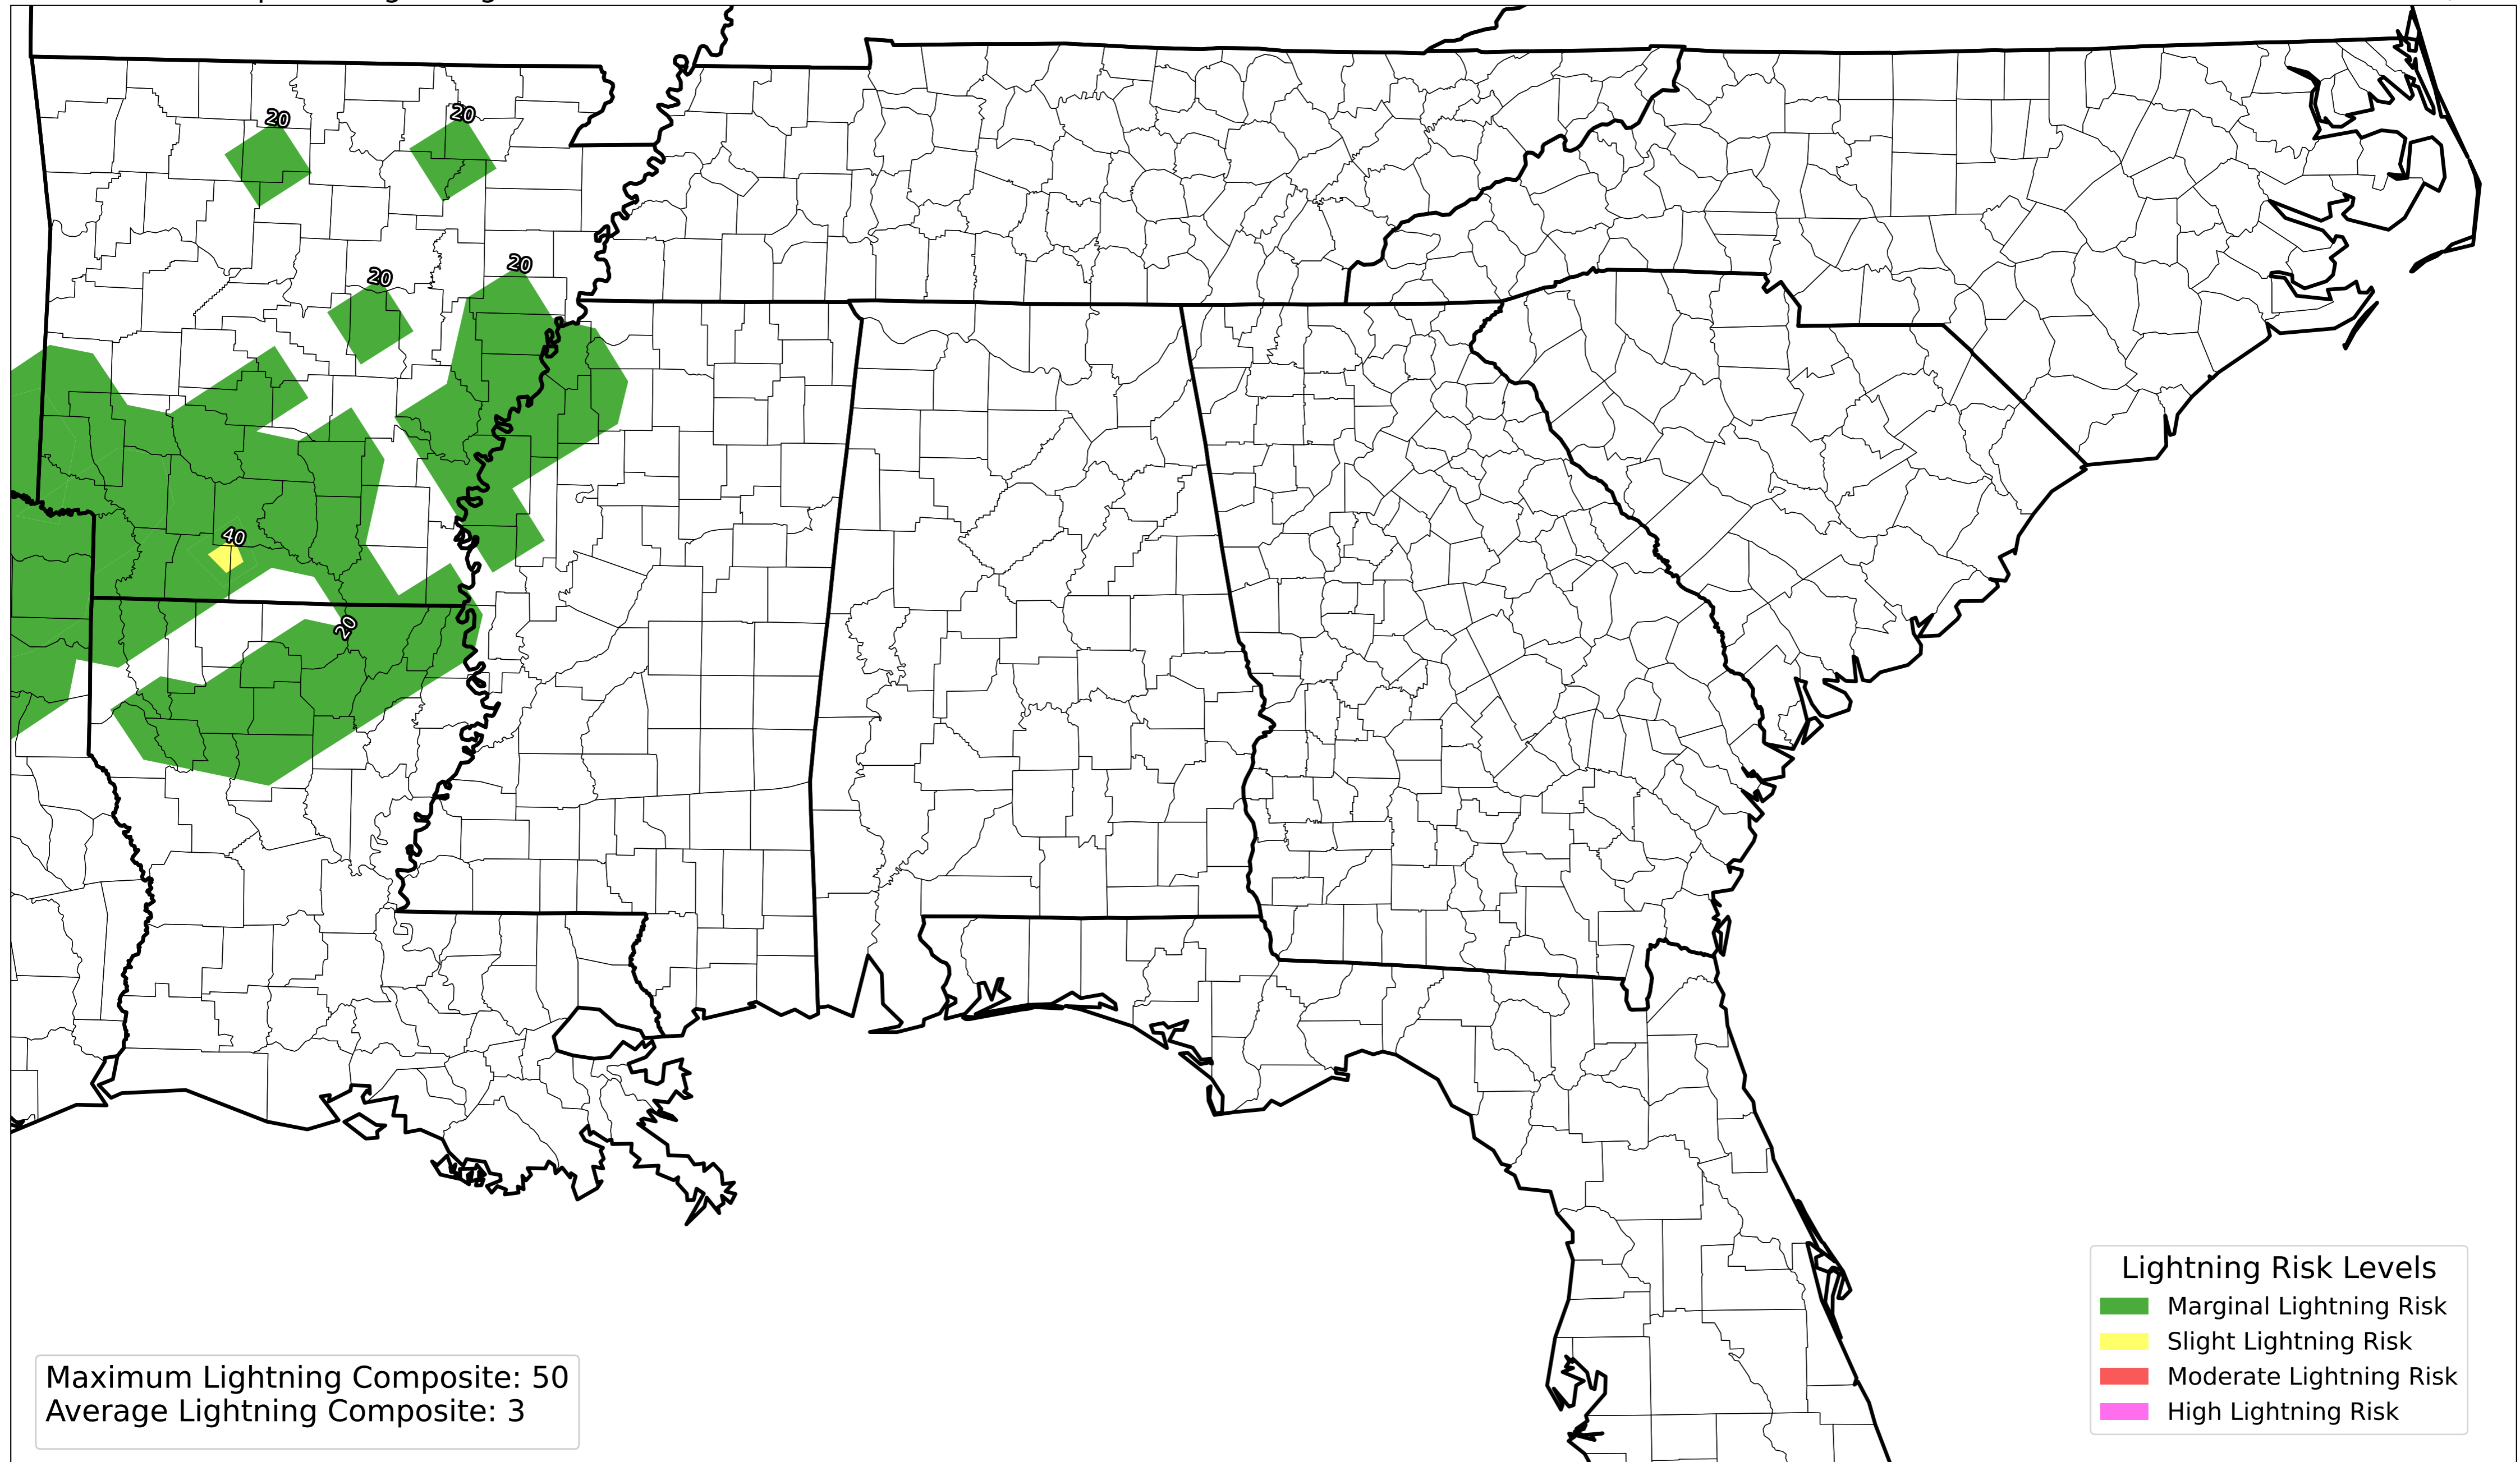 20
20
20
20
40
20
Lightning Risk Levels
Marginal Lightning Risk
Slight Lightning Risk
Moderate Lightning Risk
High Lightning Risk
Maximum Lightning Composite: 50
Average Lightning Composite: 3